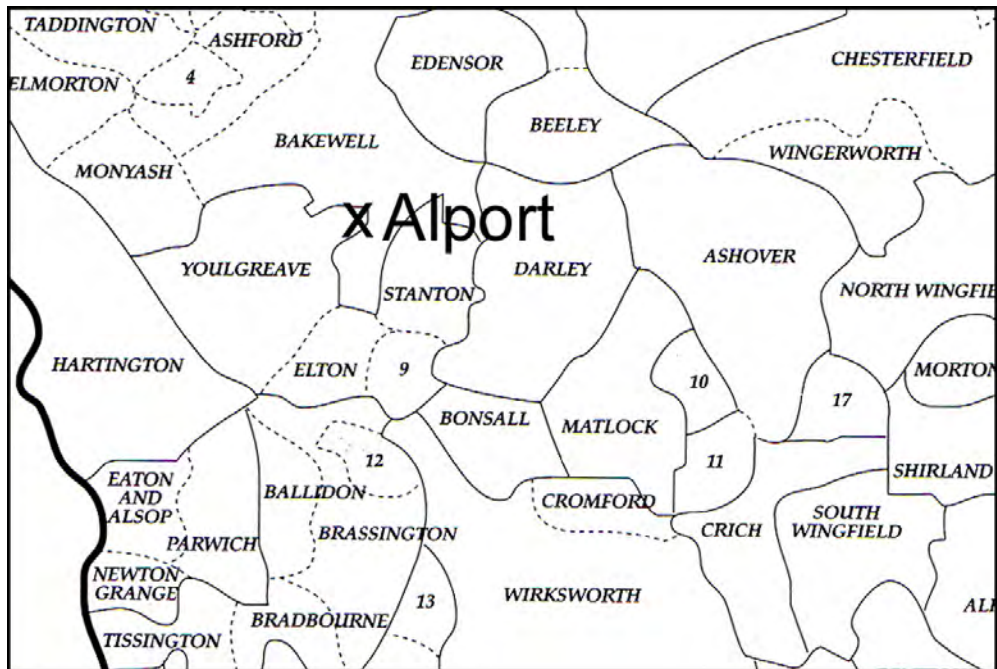 TADDINGTON
ASHFORD
4
ELMORTON
EDENSOR
CHESTERFIELD
BEELEY
BAKEWELL
WINGERWORTH
MONYASH
x Alport
YOULGREAVE
DARLEY
ASHOVER
STANTON
NORTH WINGFIE
HARTINGTON
ELTON
9
10
MORTON
17
BONSALL
MATLOCK
12
11
SHIRLAND
EATON
AND
ALSOP
BALLIDON
CROMFORD
SOUTH
WINGFIELD
BRASSINGTON
CRICH
PARWICH
NEWTON
GRANGE
13
WIRKSWORTH
BRADBOURNE
TISSINGTON